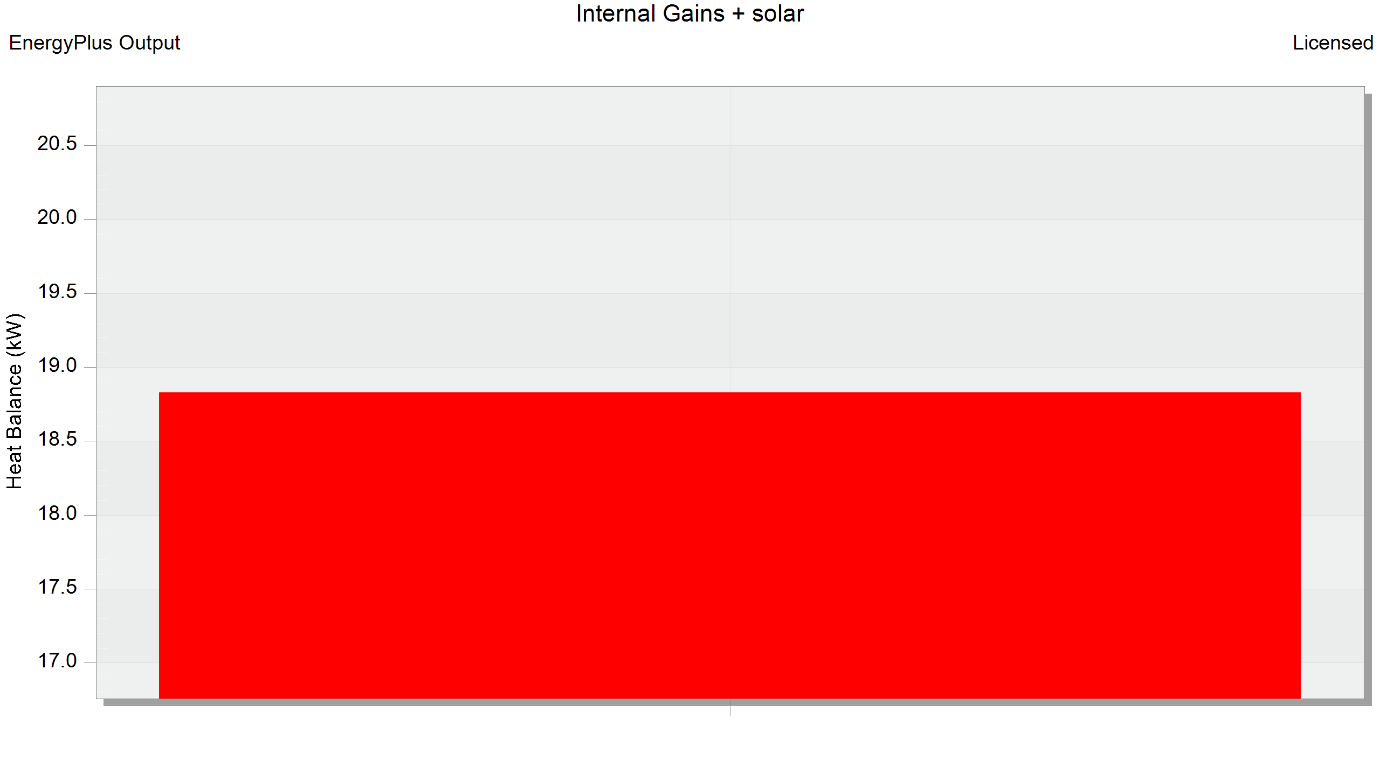 Internal Gains + solar
EnergyPlus Output
Licensed
20.5
20.0
19.5
19.0
18.5
18.0
17.5
17.0
Heat Balance (kW)